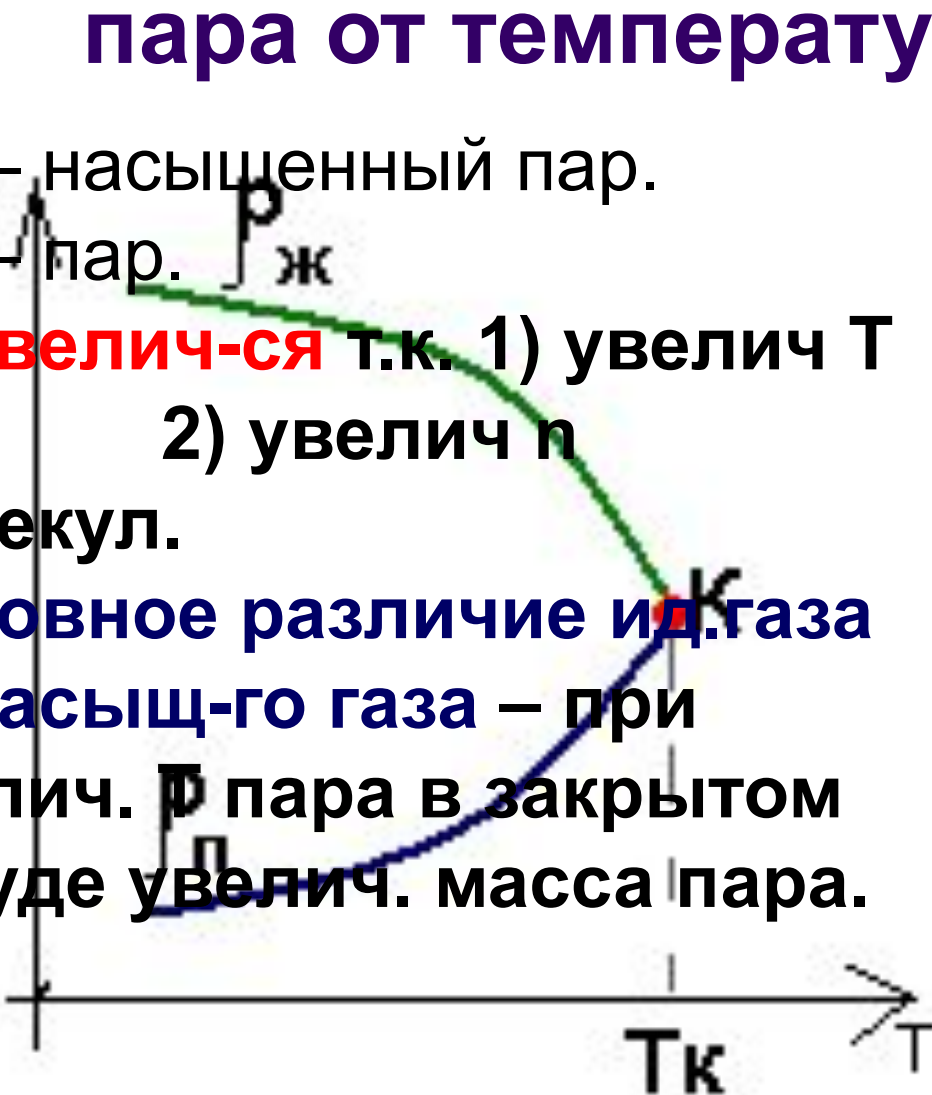 пара от температу
– насыщенный пар.
– пар.
велич-ся т.к. 1) увелич Т
2) увелич n
екул.
овное различие ид.газа
асыщ-го газа – при
лич. Т пара в закрытом
уде увелич. масса пара.
ρж
К
ρп
Тк
Т